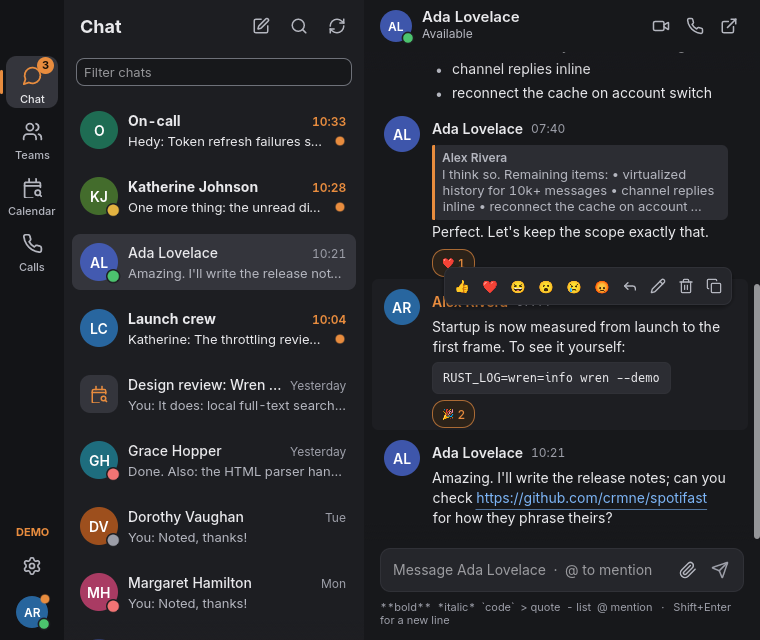 3
Chat
Teams
Calendar
Calls
DEMO
AR
Chat
Filter chats
O
On-call
10:33
Hedy: Token refresh failures s...
KJ
Katherine Johnson
10:28
One more thing: the unread di...
AL
Ada Lovelace
10:21
Amazing. I'll write the release not...
LC
Launch crew
10:04
Katherine: The throttling revie...
Design review: Wren ...
Yesterday
You: It does: local full-text search...
GH
Grace Hopper
Yesterday
Done. Also: the HTML parser han...
DV
Dorothy Vaughan
Tue
You: Noted, thanks!
MH
Margaret Hamilton
Mon
You: Noted, thanks!
AL
Ada Lovelace
Available
• channel replies inline
• reconnect the cache on account switch
AL
Ada Lovelace 07:40
Alex Rivera
I think so. Remaining items: • virtualized
history for 10k+ messages • channel replies
inline • reconnect the cache on account ...
Perfect. Let's keep the scope exactly that.
❤️ 1
👍 ❤️ 😆 😮 😢 😡
AR
Alex Rivera
Startup is now measured from launch to the
first frame. To see it yourself:
RUST_LOG=wren=info wren --demo
🎉 2
AL
Ada Lovelace 10:21
Amazing. I'll write the release notes; can you
check https://github.com/crmne/spotifast
for how they phrase theirs?
Message Ada Lovelace · @ to mention
**bold** *italic* `code` > quote - list @ mention · Shift+Enter
for a new line